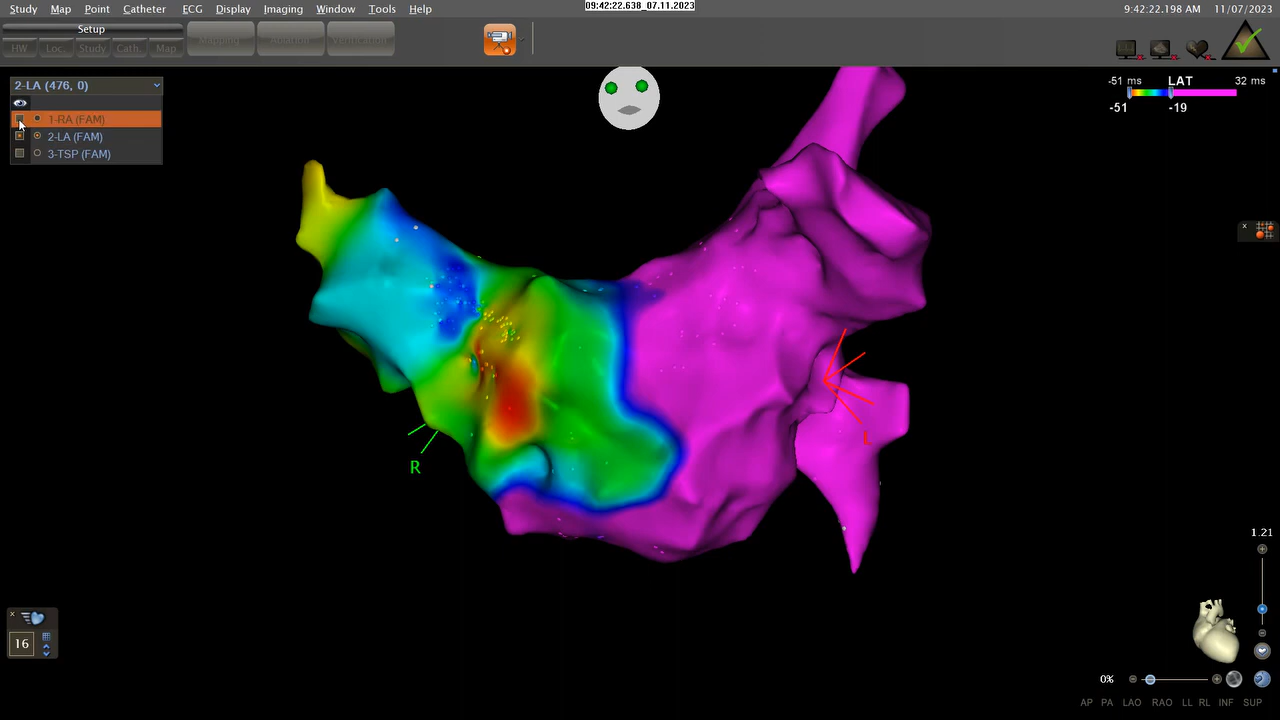 Study Map Point Catheter ECG Display Imaging Window Tools Help
09:42:22.638_07.11.2023
9:42:22.198 AM 11/07/2023
Setup
HW Loc. Study Cath. Map
2-LA (476, 0)
1-RA (FAM)
2-LA (FAM)
3-TSP (FAM)
-51 ms LAT 32 ms
-51 -19
x
R
L
1.21
x
16
0%
AP PA LAO RAO LL RL INF SUP